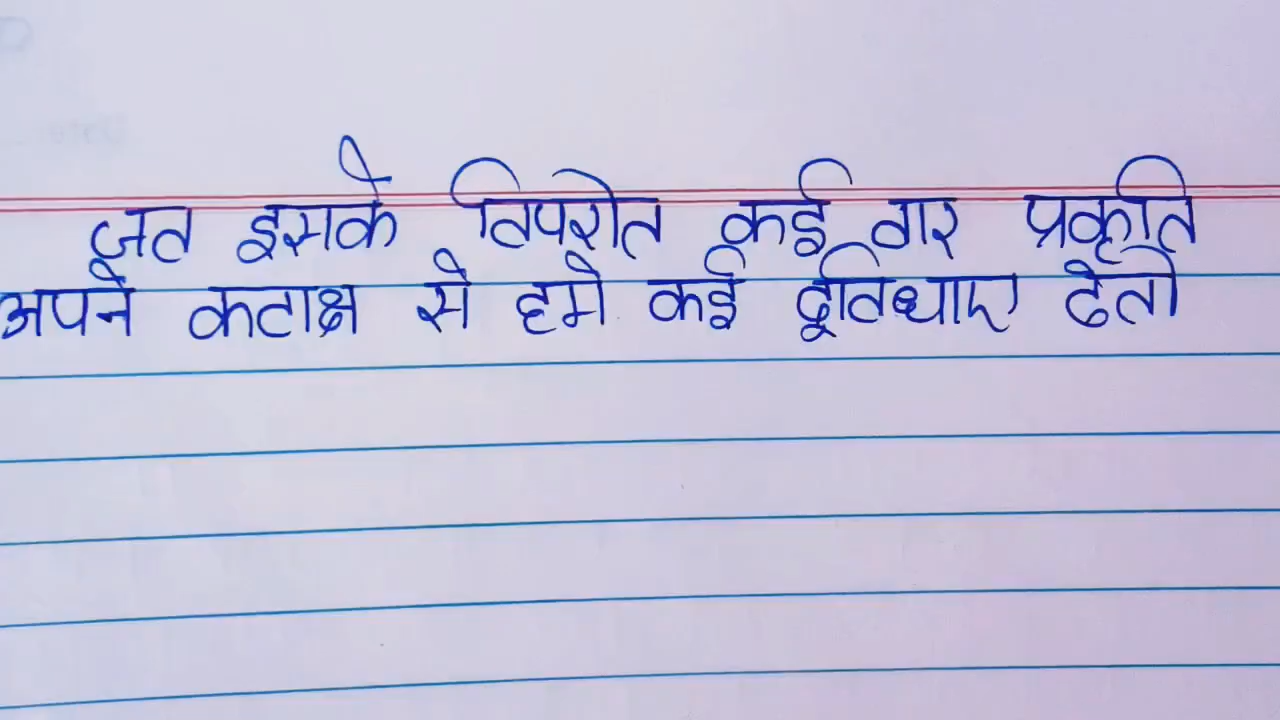 जब इसके विपरीत कई बार प्रकृति
अपने कटाक्ष से हमे कई दूविधाए देती